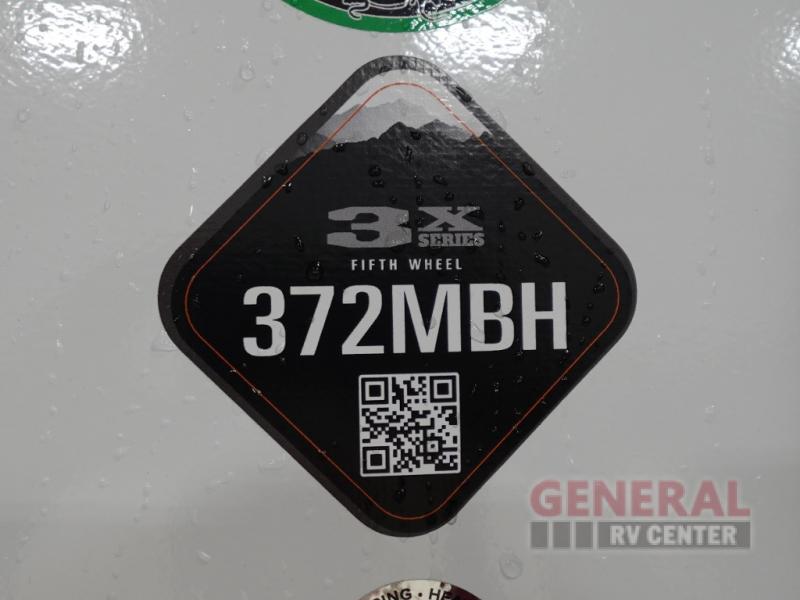 3X
SERIES
FIFTH WHEEL
372MBH
GENERAL
RV CENTER